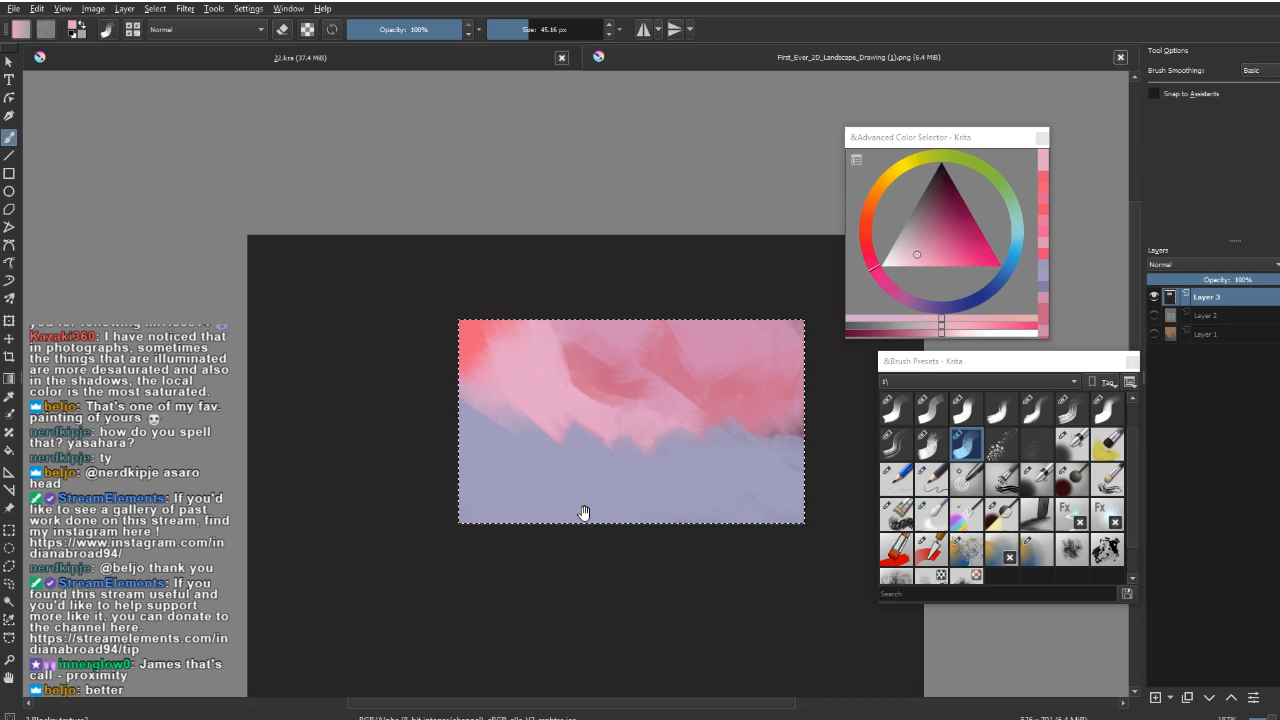 File Edit View Image Layer Select Filter Tools Settings Window Help
Normal Opacity: 100% Size: 45.16 px
22.kra (37.4 MiB) First_Ever_2D_Landscape_Drawing (1).png (6.4 MiB)
Tool Options
Brush Smoothing: Basic
Snap to Assistants
&Advanced Color Selector - Krita
Layers
Normal
Opacity: 100%
Layer 3
Layer 2
Layer 1
&Brush Presets - Krita
Tag
Fx Fx
Search
Kazaki360: I have noticed that
in photographs, sometimes
the things that are illuminated
are more desaturated and also
in the shadows, the local
color is the most saturated.
beljo: That's one of my fav.
painting of yours
nerdkipje: how do you spell
that? yasahara?
nerdkipje: ty
beljo: @nerdkipje asaro
head
StreamElements: If you'd
like to see a gallery of past
work done on this stream, find
my instagram here !
https://www.instagram.com/in
dianabroad94/
nerdkipje: @beljo thank you
StreamElements: If you
found this stream useful and
you'd like to help support
more like it, you can donate to
the channel here.
https://streamelements.com/in
dianabroad94/tip
innerglow0: James that's
call - proximity
beljo: better